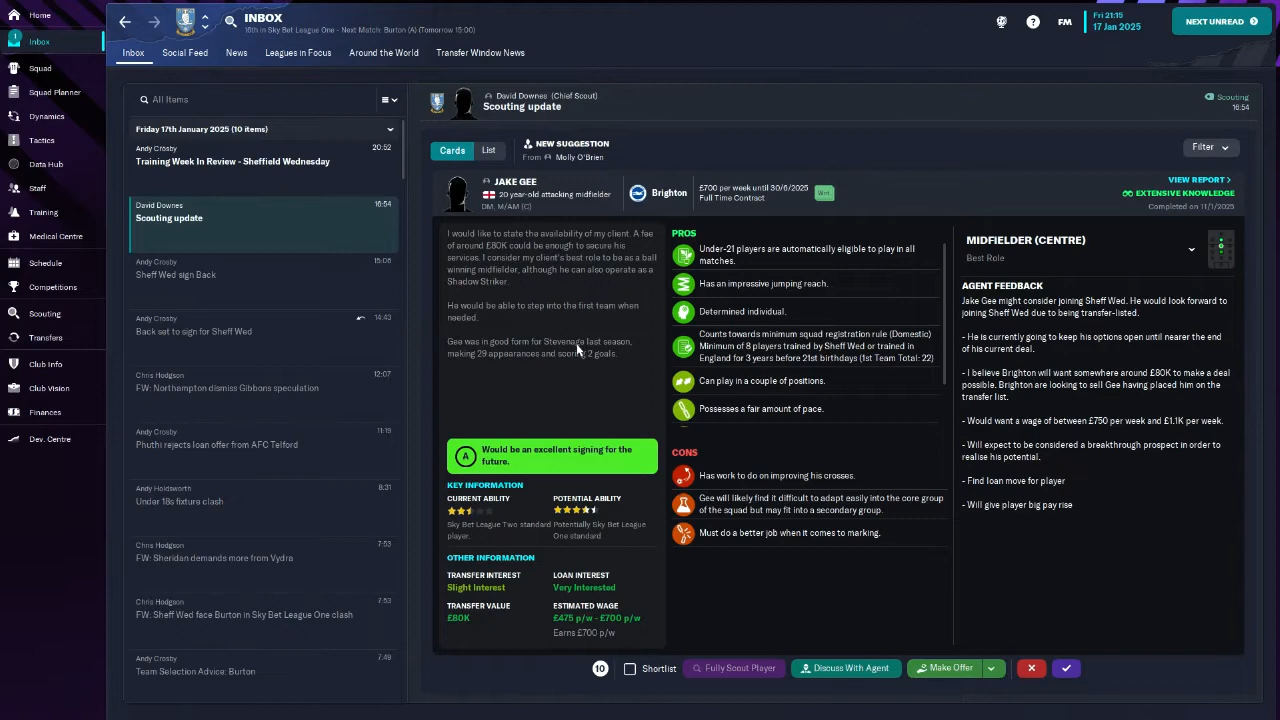 Home
1
Inbox
Squad
Squad Planner
Dynamics
Tactics
Data Hub
Staff
Training
Medical Centre
Schedule
Competitions
Scouting
Transfers
Club Info
Club Vision
Finances
Dev. Centre
INBOX
16th in Sky Bet League One - Next Match: Burton (A) (Tomorrow 15:00)
FM
Fri 21:15
17 Jan 2025
NEXT UNREAD
Inbox
Social Feed
News
Leagues in Focus
Around the World
Transfer Window News
All Items
Friday 17th January 2025 (10 items)
Andy Crosby 20:52
Training Week In Review - Sheffield Wednesday
David Downes 16:54
Scouting update
Andy Crosby 15:06
Sheff Wed sign Back
Andy Crosby 14:43
Back set to sign for Sheff Wed
Chris Hodgson 12:07
FW: Northampton dismiss Gibbons speculation
Andy Crosby 11:19
Phuthi rejects loan offer from AFC Telford
Andy Holdsworth 8:31
Under 18s fixture clash
Chris Hodgson 7:53
FW: Sheridan demands more from Vydra
Chris Hodgson 7:53
FW: Sheff Wed face Burton in Sky Bet League One clash
Andy Crosby 7:49
Team Selection Advice: Burton
David Downes (Chief Scout)
Scouting update
Scouting
16:54
Cards
List
NEW SUGGESTION
From Molly O'Brien
Filter
JAKE GEE
20 year-old attacking midfielder
DM, M/AM (C)
Brighton
£700 per week until 30/6/2025
Full Time Contract
Wnt
VIEW REPORT >
EXTENSIVE KNOWLEDGE
Completed on 11/1/2025
I would like to state the availability of my client. A fee
of around £80K could be enough to secure his
services. I consider my client's best role to be as a ball
winning midfielder, although he can also operate as a
Shadow Striker.
He would be able to step into the first team when
needed.
Gee was in good form for Stevenage last season,
making 29 appearances and scoring 2 goals.
A
Would be an excellent signing for the
future.
KEY INFORMATION
CURRENT ABILITY
Sky Bet League Two standard
player.
POTENTIAL ABILITY
Potentially Sky Bet League
One standard
OTHER INFORMATION
TRANSFER INTEREST
Slight Interest
LOAN INTEREST
Very Interested
TRANSFER VALUE
£80K
ESTIMATED WAGE
£475 p/w - £700 p/w
Earns £700 p/w
PROS
Under-21 players are automatically eligible to play in all
matches.
Has an impressive jumping reach.
Determined individual.
Counts towards minimum squad registration rule (Domestic)
Minimum of 8 players trained by Sheff Wed or trained in
England for 3 years before 21st birthdays (1st Team Total: 22)
Can play in a couple of positions.
Possesses a fair amount of pace.
CONS
Has work to do on improving his crosses.
Gee will likely find it difficult to adapt easily into the core group
of the squad but may fit into a secondary group.
Must do a better job when it comes to marking.
MIDFIELDER (CENTRE)
Best Role
AGENT FEEDBACK
Jake Gee might consider joining Sheff Wed. He would look forward to
joining Sheff Wed due to being transfer-listed.
- He is currently going to keep his options open until nearer the end
of his current deal.
- I believe Brighton will want somewhere around £80K to make a deal
possible. Brighton are looking to sell Gee having placed him on the
transfer list.
- Would want a wage of between £750 per week and £1.1K per week.
- Will expect to be considered a breakthrough prospect in order to
realise his potential.
- Find loan move for player
- Will give player big pay rise
10
Shortlist
Fully Scout Player
Discuss With Agent
Make Offer